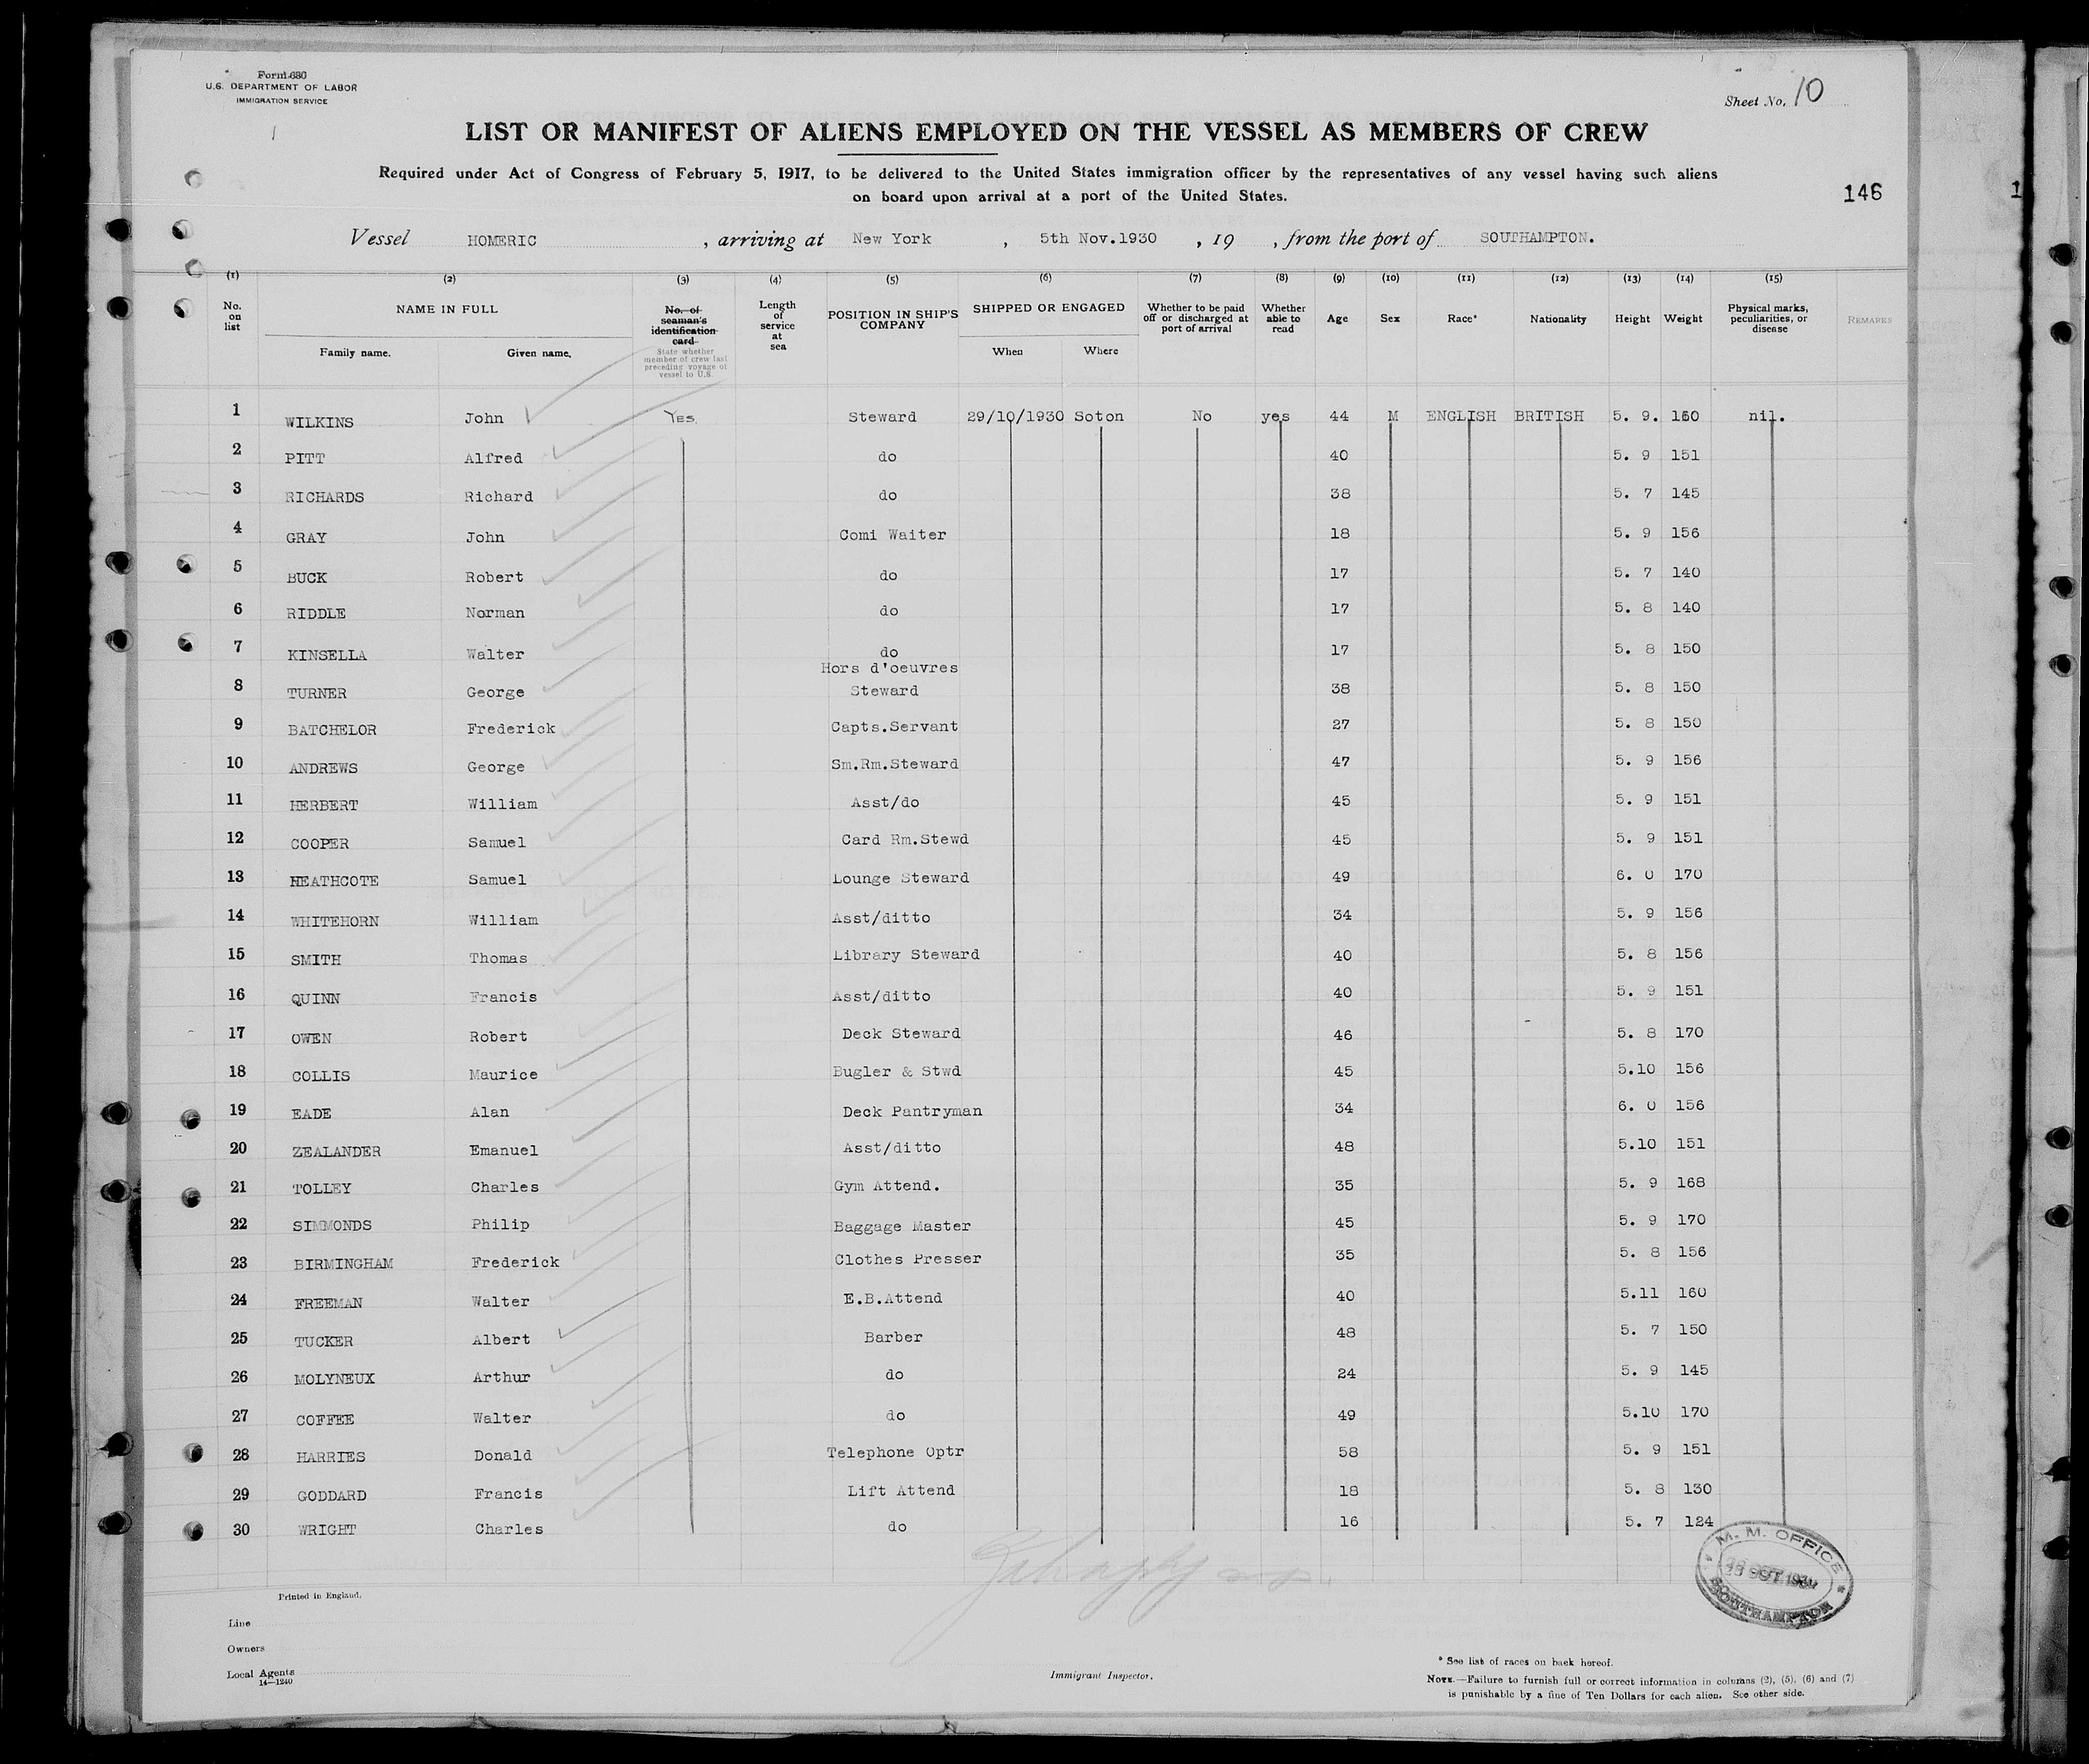 Form 680
U.S. DEPARTMENT OF LABOR
IMMIGRATION SERVICE
Sheet No. 10
LIST OR MANIFEST OF ALIENS EMPLOYED ON THE VESSEL AS MEMBERS OF CREW
Required under Act of Congress of February 5, 1917, to be delivered to the United States immigration officer by the representatives of any vessel having such aliens
on board upon arrival at a port of the United States.
146
Vessel HOMERIC , arriving at New York , 5th Nov.1930 , 19 , from the port of SOUTHAMPTON.
(1) (2) (3) (4) (5) (6) (7) (8) (9) (10) (11) (12) (13) (14) (15)
No. on list NAME IN FULL Family name. Given name. No. of seaman's identification card State whether member of crew last preceding voyage of vessel to U.S. Length of service at sea POSITION IN SHIP'S COMPANY SHIPPED OR ENGAGED When Where Whether to be paid off or discharged at port of arrival Whether able to read Age Sex Race* Nationality Height Weight Physical marks, peculiarities, or disease REMARKS
1 WILKINS John Yes Steward 29/10/1930 Soton No yes 44 M ENGLISH BRITISH 5. 9. 160 nil.
2 PITT Alfred do 40 5. 9 151
3 RICHARDS Richard do 38 5. 7 145
4 GRAY John Comi Waiter 18 5. 9 156
5 BUCK Robert do 17 5. 7 140
6 RIDDLE Norman do 17 5. 8 140
7 KINSELLA Walter do 17 5. 8 150
8 TURNER George Hors d'oeuvres Steward 38 5. 8 150
9 BATCHELOR Frederick Capts.Servant 27 5. 8 150
10 ANDREWS George Sm.Rm.Steward 47 5. 9 156
11 HERBERT William Asst/do 45 5. 9 151
12 COOPER Samuel Card Rm.Stewd 45 5. 9 151
13 HEATHCOTE Samuel Lounge Steward 49 6. 0 170
14 WHITEHORN William Asst/ditto 34 5. 9 156
15 SMITH Thomas Library Steward 40 5. 8 156
16 QUINN Francis Asst/ditto 40 5. 9 151
17 OWEN Robert Deck Steward 46 5. 8 170
18 COLLIS Maurice Bugler & Stwd 45 5.10 156
19 EADE Alan Deck Pantryman 34 6. 0 156
20 ZEALANDER Emanuel Asst/ditto 48 5.10 151
21 TOLLEY Charles Gym Attend. 35 5. 9 168
22 SIMMONDS Philip Baggage Master 45 5. 9 170
23 BIRMINGHAM Frederick Clothes Presser 35 5. 8 156
24 FREEMAN Walter E.B.Attend 40 5.11 160
25 TUCKER Albert Barber 48 5. 7 150
26 MOLYNEUX Arthur do 24 5. 9 145
27 COFFEE Walter do 49 5.10 170
28 HARRIES Donald Telephone Optr 58 5. 9 151
29 GODDARD Francis Lift Attend 18 5. 8 130
30 WRIGHT Charles do 16 5. 7 124
M. M. OFFICE
SOUTHAMPTON
Printed in England.
Line
Owners
Local Agents
14—1240
Immigrant Inspector.
* See list of races on back hereof.
NOTE.—Failure to furnish full or correct information in columns (2), (5), (6) and (7)
is punishable by a fine of Ten Dollars for each alien. See other side.